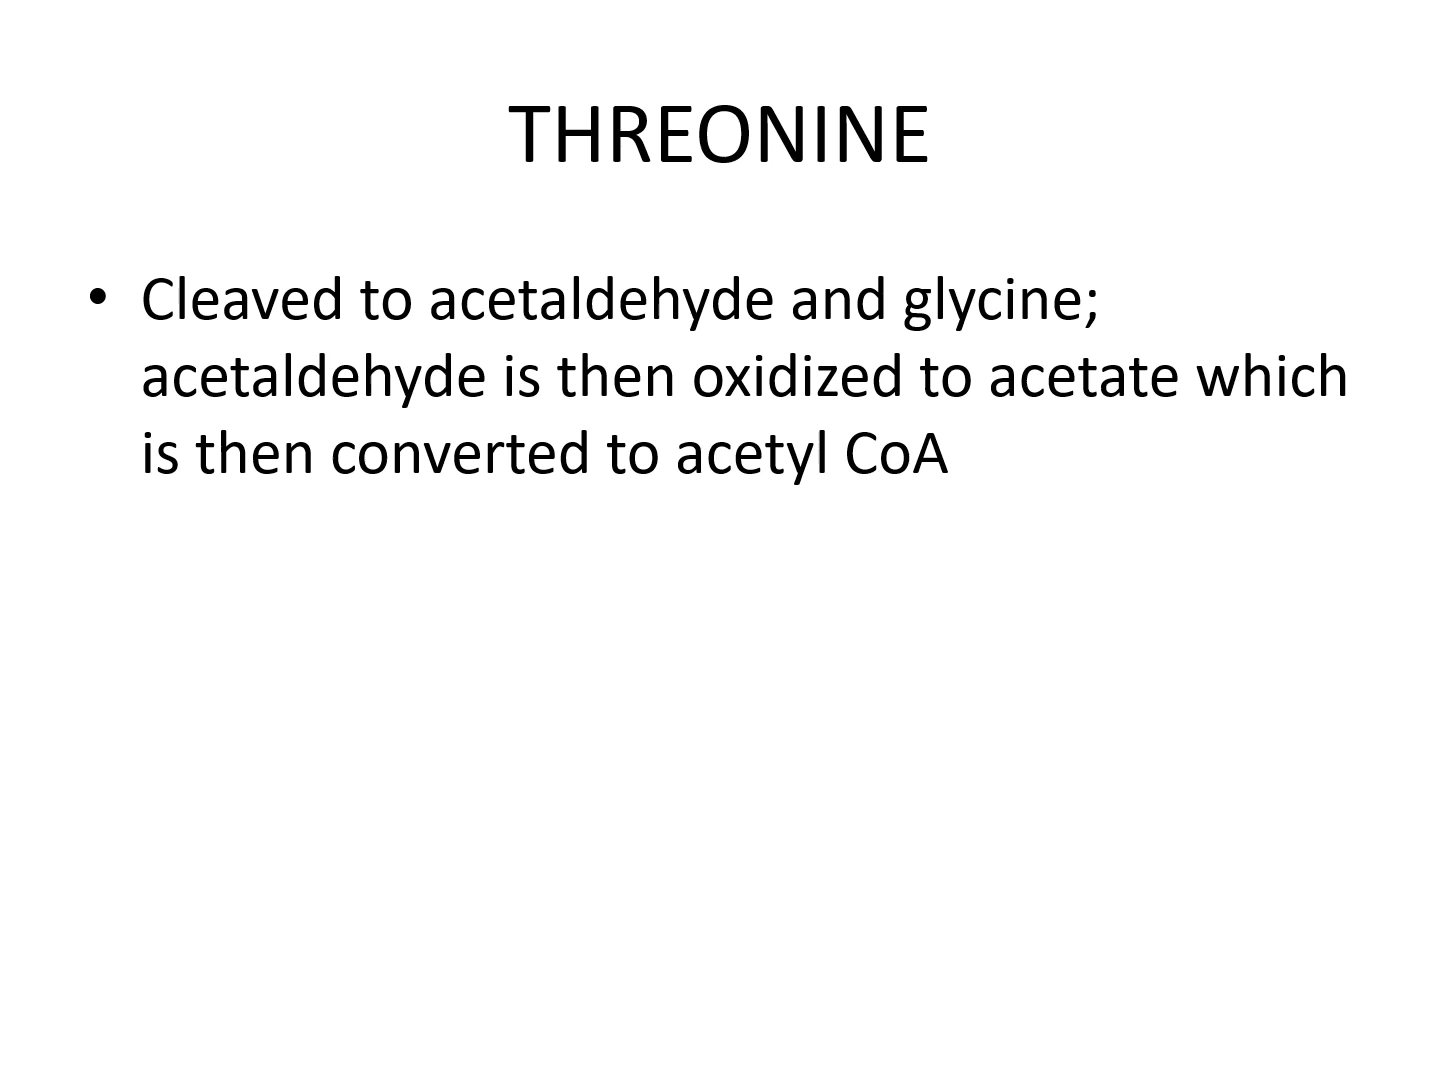 THREONINE
• Cleaved to acetaldehyde and glycine;
acetaldehyde is then oxidized to acetate which
is then converted to acetyl CoA